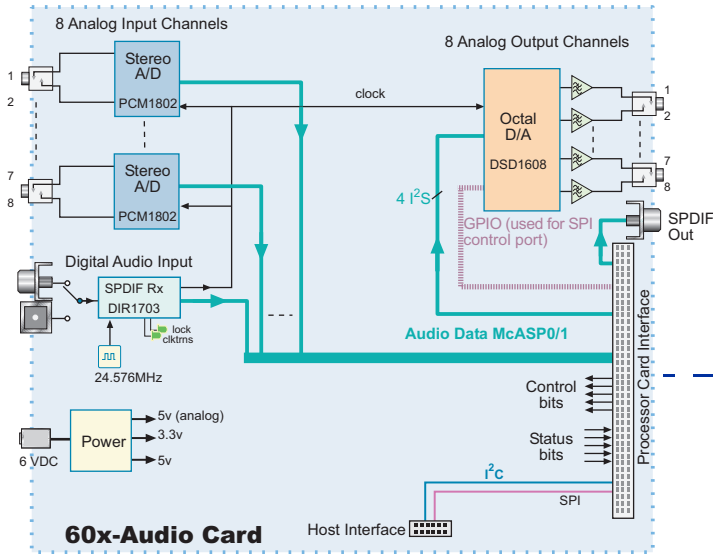 8 Analog Input Channels
8 Analog Output Channels
Stereo
A/D
PCM1802
1
2
clock
Octal
D/A
DSD1608
1
2
7
8
Stereo
A/D
PCM1802
7
8
4 I²S
GPIO (used for SPI
control port)
SPDIF
Out
Digital Audio Input
SPDIF Rx
DIR1703
lock
clktrns
24.576MHz
Audio Data McASP0/1
Processor Card Interface
Control
bits
Status
bits
Power
5v (analog)
3.3v
5v
6 VDC
I²C
SPI
Host Interface
60x-Audio Card